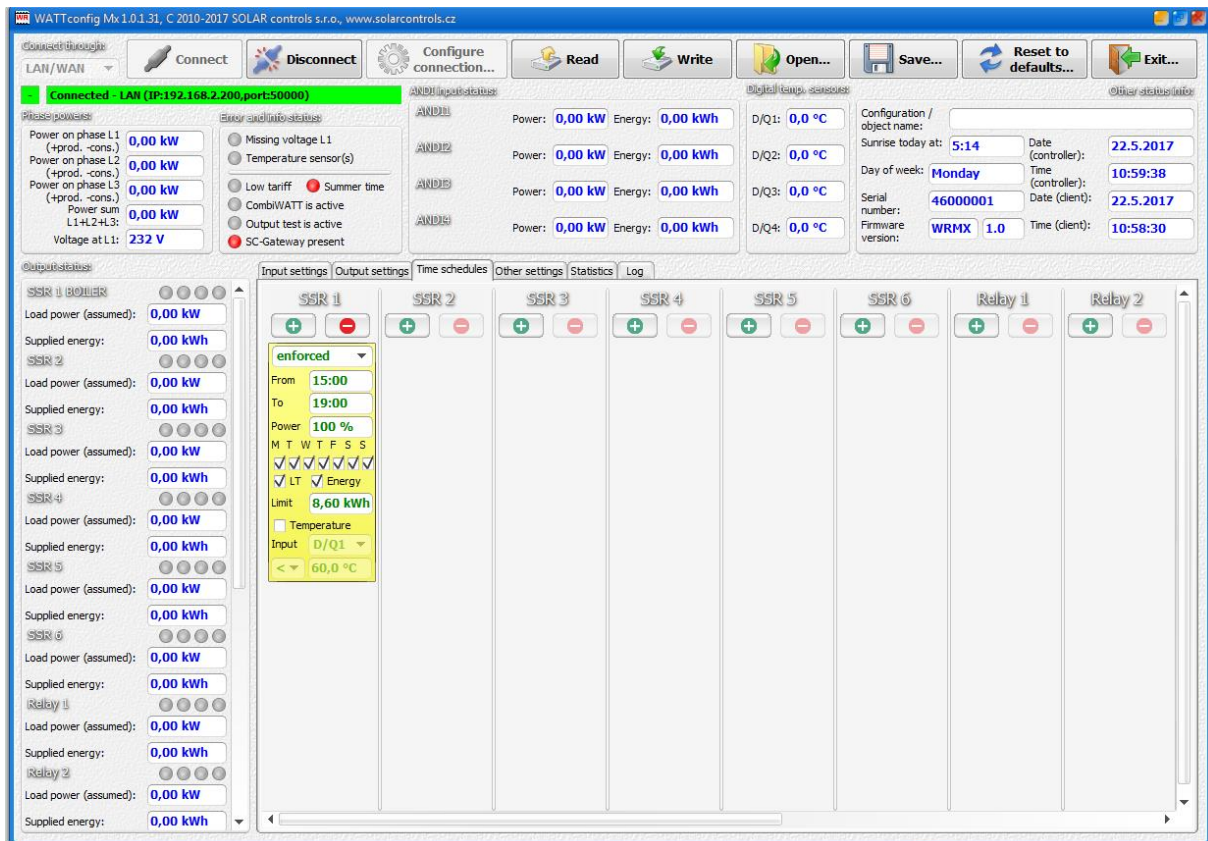 WATTconfig Mx 1.0.1.31, C 2010-2017 SOLAR controls s.r.o., www.solarcontrols.cz
Connect through:
LAN/WAN
Connect
Disconnect
Configure connection...
Read
Write
Open...
Save...
Reset to defaults...
Exit...
- Connected - LAN (IP:192.168.2.200,port:50000)
Phase powers:
Power on phase L1 (+prod. -cons.) 0,00 kW
Power on phase L2 (+prod. -cons.) 0,00 kW
Power on phase L3 (+prod. -cons.) 0,00 kW
Power sum L1+L2+L3: 0,00 kW
Voltage at L1: 232 V
Error and info status:
Missing voltage L1
Temperature sensor(s)
Low tariff Summer time
CombiWATT is active
Output test is active
SC-Gateway present
ANDI input status:
ANDI1 Power: 0,00 kW Energy: 0,00 kWh
ANDI2 Power: 0,00 kW Energy: 0,00 kWh
ANDI3 Power: 0,00 kW Energy: 0,00 kWh
ANDI4 Power: 0,00 kW Energy: 0,00 kWh
Digital temp. sensors:
D/Q1: 0,0 °C
D/Q2: 0,0 °C
D/Q3: 0,0 °C
D/Q4: 0,0 °C
Other status info:
Configuration / object name:
Sunrise today at: 5:14 Date (controller): 22.5.2017
Day of week: Monday Time (controller): 10:59:38
Serial number: 46000001 Date (client): 22.5.2017
Firmware version: WRMX 1.0 Time (client): 10:58:30
Output status:
SSR 1 BOILER
Load power (assumed): 0,00 kW
Supplied energy: 0,00 kWh
SSR 2
Load power (assumed): 0,00 kW
Supplied energy: 0,00 kWh
SSR 3
Load power (assumed): 0,00 kW
Supplied energy: 0,00 kWh
SSR 4
Load power (assumed): 0,00 kW
Supplied energy: 0,00 kWh
SSR 5
Load power (assumed): 0,00 kW
Supplied energy: 0,00 kWh
SSR 6
Load power (assumed): 0,00 kW
Supplied energy: 0,00 kWh
Relay 1
Load power (assumed): 0,00 kW
Supplied energy: 0,00 kWh
Relay 2
Load power (assumed): 0,00 kW
Supplied energy: 0,00 kWh
Input settings Output settings Time schedules Other settings Statistics Log
SSR 1 SSR 2 SSR 3 SSR 4 SSR 5 SSR 6 Relay 1 Relay 2
enforced
From 15:00
To 19:00
Power 100 %
M T W T F S S
LT Energy
Limit 8,60 kWh
Temperature
Input D/Q1
< 60,0 °C